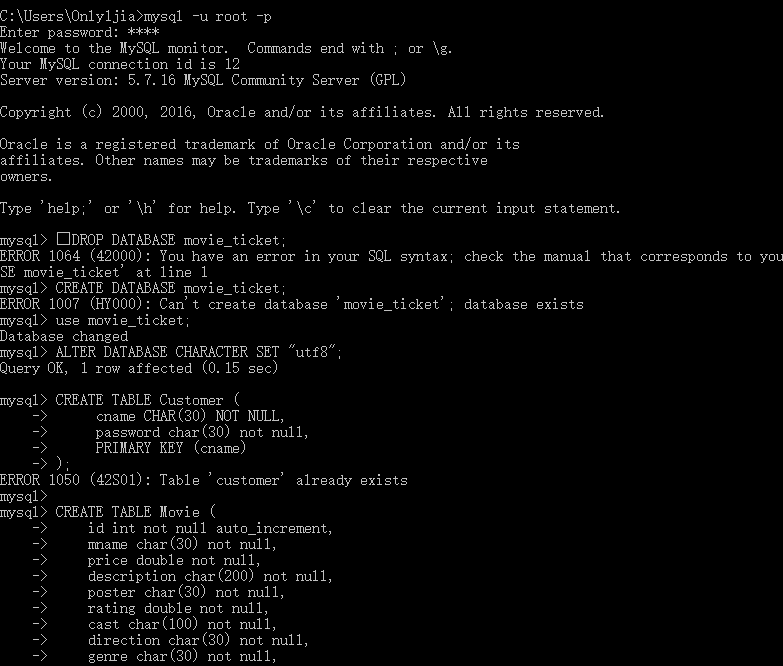 C:\Users\Onlyljia>mysql -u root -p
Enter password: ****
Welcome to the MySQL monitor.  Commands end with ; or \g.
Your MySQL connection id is 12
Server version: 5.7.16 MySQL Community Server (GPL)
Copyright (c) 2000, 2016, Oracle and/or its affiliates. All rights reserved.
Oracle is a registered trademark of Oracle Corporation and/or its
affiliates. Other names may be trademarks of their respective
owners.
Type 'help;' or '\h' for help. Type '\c' to clear the current input statement.
mysql> □DROP DATABASE movie_ticket;
ERROR 1064 (42000): You have an error in your SQL syntax; check the manual that corresponds to you
SE movie_ticket' at line 1
mysql> CREATE DATABASE movie_ticket;
ERROR 1007 (HY000): Can't create database 'movie_ticket'; database exists
mysql> use movie_ticket;
Database changed
mysql> ALTER DATABASE CHARACTER SET "utf8";
Query OK, 1 row affected (0.15 sec)
mysql> CREATE TABLE Customer (
    ->      cname CHAR(30) NOT NULL,
    ->      password char(30) not null,
    ->      PRIMARY KEY (cname)
    -> );
ERROR 1050 (42S01): Table 'customer' already exists
mysql>
mysql> CREATE TABLE Movie (
    ->     id int not null auto_increment,
    ->     mname char(30) not null,
    ->     price double not null,
    ->     description char(200) not null,
    ->     poster char(30) not null,
    ->     rating double not null,
    ->     cast char(100) not null,
    ->     direction char(30) not null,
    ->     genre char(30) not null,